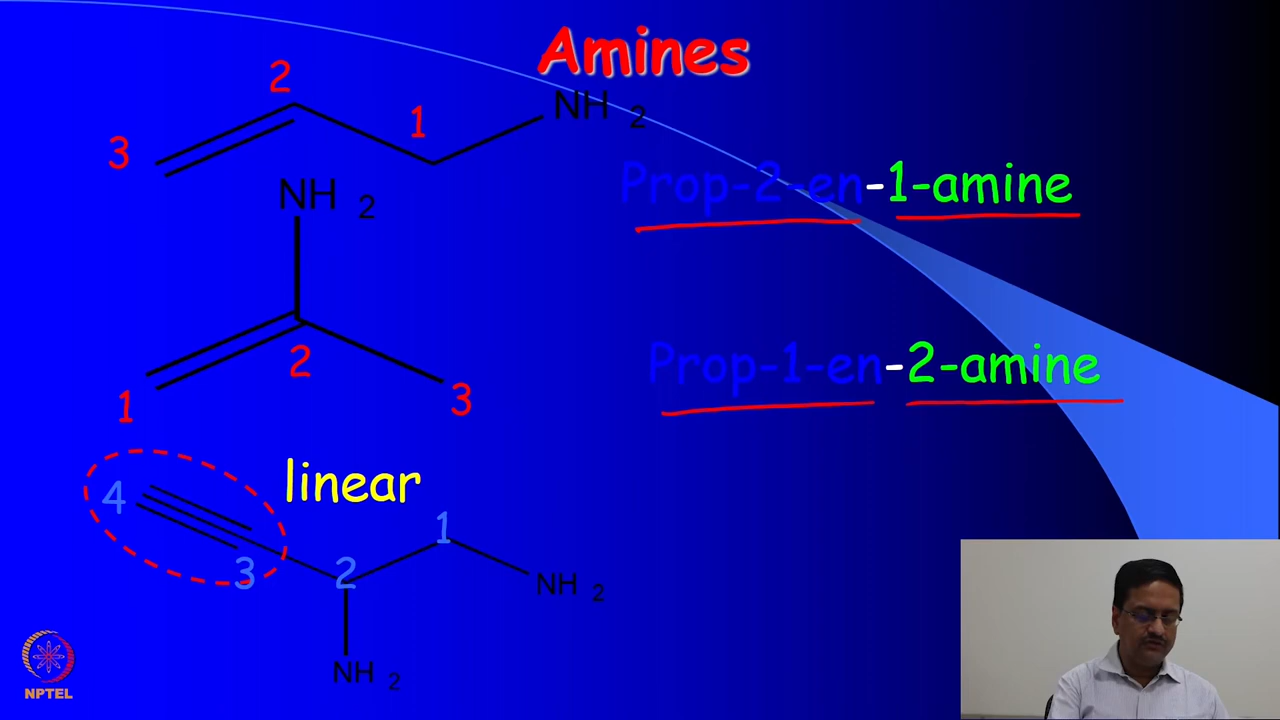 Amines
2
1
3
NH 2
Prop-2-en-1-amine
NH 2
2
1
3
Prop-1-en-2-amine
linear
4
3
2
1
NH 2
NH 2
NPTEL